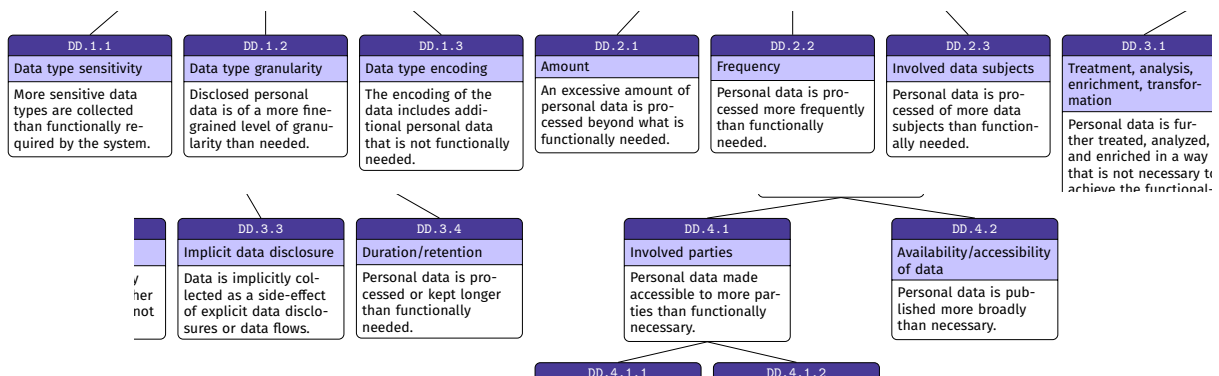 DD.1.1
Data type sensitivity
More sensitive data
types are collected
than functionally re-
quired by the system.
DD.1.2
Data type granularity
Disclosed personal
data is of a more fine-
grained level of granu-
larity than needed.
DD.1.3
Data type encoding
The encoding of the
data includes addi-
tional personal data
that is not functionally
needed.
DD.2.1
Amount
An excessive amount of
personal data is pro-
cessed beyond what is
functionally needed.
DD.2.2
Frequency
Personal data is pro-
cessed more frequently
than functionally
needed.
DD.2.3
Involved data subjects
Personal data is pro-
cessed of more data
subjects than function-
ally needed.
DD.3.1
Treatment, analysis,
enrichment, transfor-
mation
Personal data is fur-
ther treated, analyzed,
and enriched in a way
that is not necessary to
achieve the functional-
y
her
not
DD.3.3
Implicit data disclosure
Data is implicitly col-
lected as a side-effect
of explicit data disclo-
sures or data flows.
DD.3.4
Duration/retention
Personal data is pro-
cessed or kept longer
than functionally
needed.
DD.4.1
Involved parties
Personal data made
accessible to more par-
ties than functionally
necessary.
DD.4.2
Availability/accessibility
of data
Personal data is pub-
lished more broadly
than necessary.
DD.4.1.1
DD.4.1.2